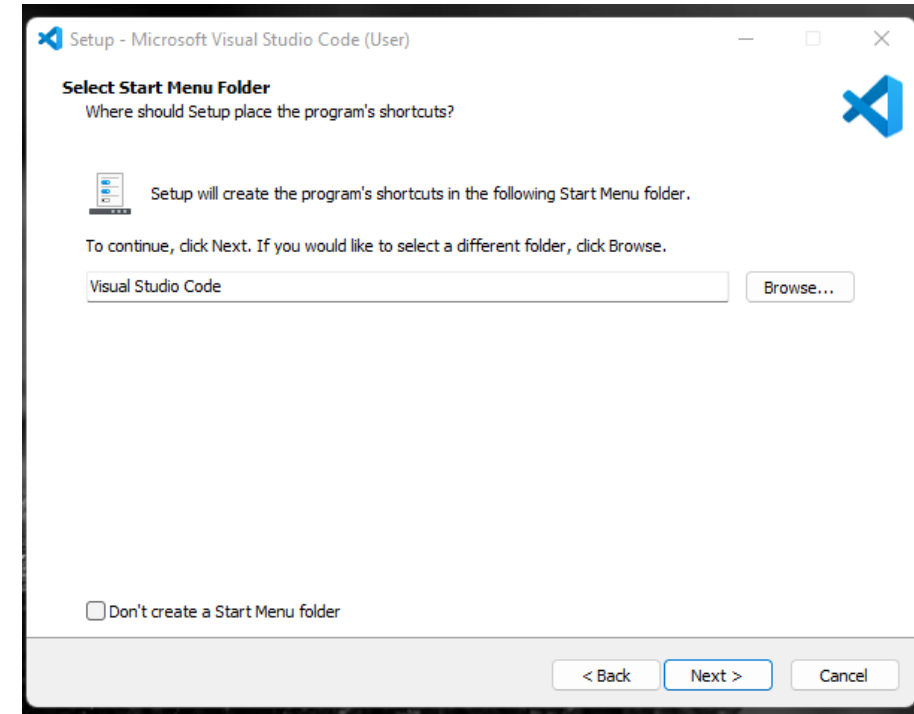 Setup - Microsoft Visual Studio Code (User)
Select Start Menu Folder
Where should Setup place the program's shortcuts?
Setup will create the program's shortcuts in the following Start Menu folder.
To continue, click Next. If you would like to select a different folder, click Browse.
Visual Studio Code
Browse...
Don't create a Start Menu folder
< Back
Next >
Cancel